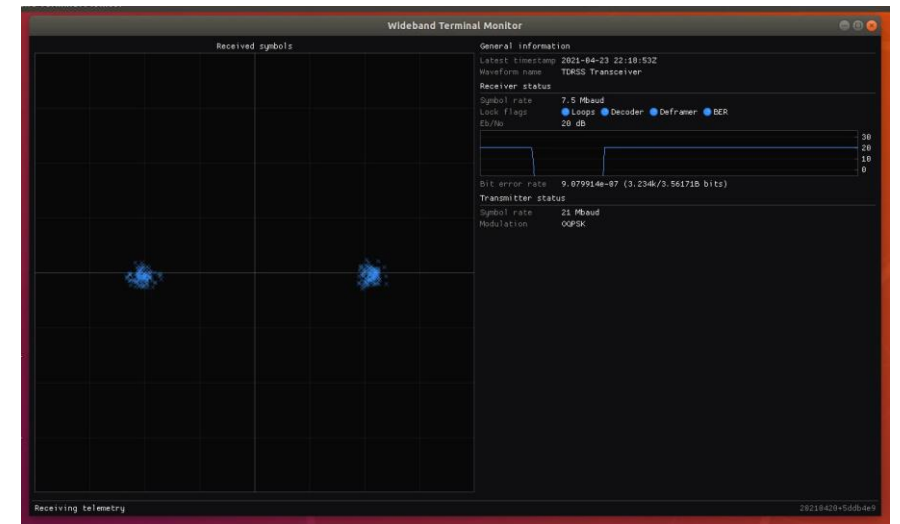 Wideband Terminal Monitor
Received symbols
General information
Latest timestamp 2021-04-23 22:10:53Z
Waveform name TDRSS Transceiver
Receiver status
Symbol rate 7.5 Mbaud
Lock flags Loops Decoder Deframer BER
Eb/No 20 dB
30
20
10
0
Bit error rate 9.079914e-07 (3.234k/3.56171B bits)
Transmitter status
Symbol rate 21 Mbaud
Modulation OQPSK
Receiving telemetry
20210420+5ddb4e9